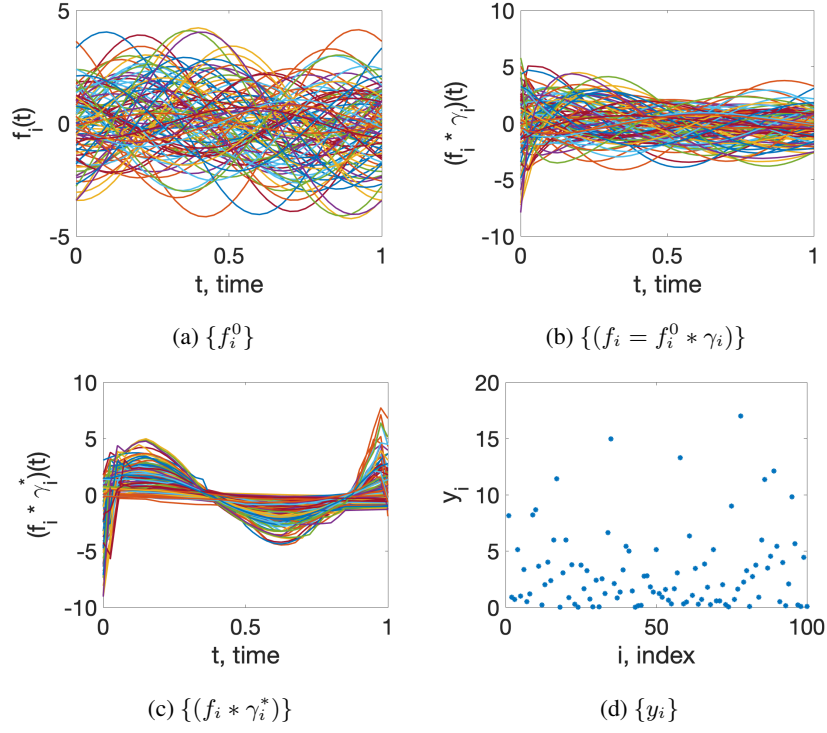 5
0
-5
f_i(t)
0
0.5
1
t, time
(a) {f_i^0}
10
5
0
-5
-10
(f_i * γ_i)(t)
0
0.5
1
t, time
(b) {(f_i = f_i^0 * γ_i)}
10
5
0
-5
-10
(f_i * γ_i^*)(t)
0
0.5
1
t, time
(c) {(f_i * γ_i^*)}
20
15
10
5
0
y_i
0
50
100
i, index
(d) {y_i}